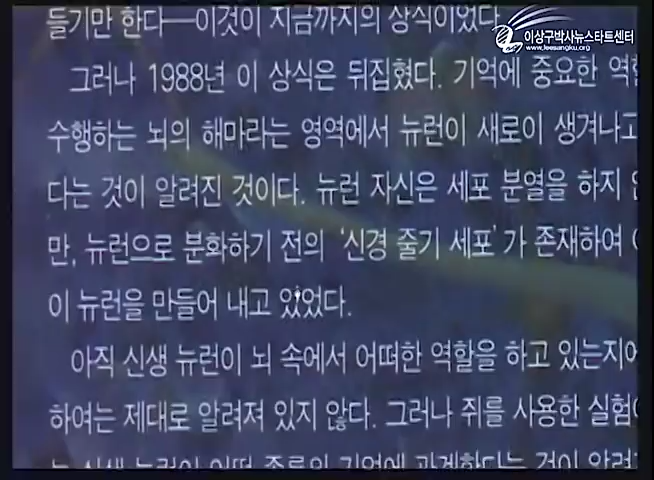 들기만 한다—이것이 지금까지의 상식이었다
이상구박사뉴스타트센터
www.leesangku.org
그러나 1988년 이 상식은 뒤집혔다. 기억에 중요한
수행하는 뇌의 해마라는 영역에서 뉴런이 새로이 생겨나고
다는 것이 알려진 것이다. 뉴런 자신은 세포 분열을 하지
만, 뉴런으로 분화하기 전의 '신경 줄기 세포'가 존재하여
이 뉴런을 만들어 내고 있었다.
아직 신생 뉴런이 뇌 속에서 어떠한 역할을 하고 있는지에
하여는 제대로 알려져 있지 않다. 그러나 쥐를 사용한 실험